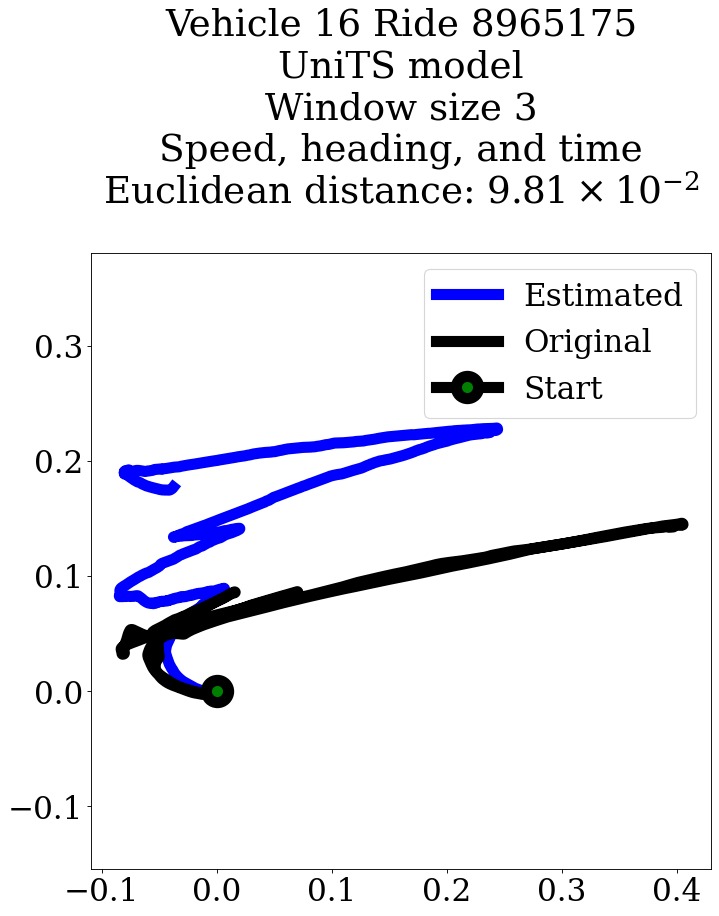 Vehicle 16 Ride 8965175
UniTS model
Window size 3
Speed, heading, and time
Euclidean distance: 9.81 × 10⁻²
Estimated
Original
Start
0.3
0.2
0.1
0.0
−0.1
−0.1 0.0 0.1 0.2 0.3 0.4